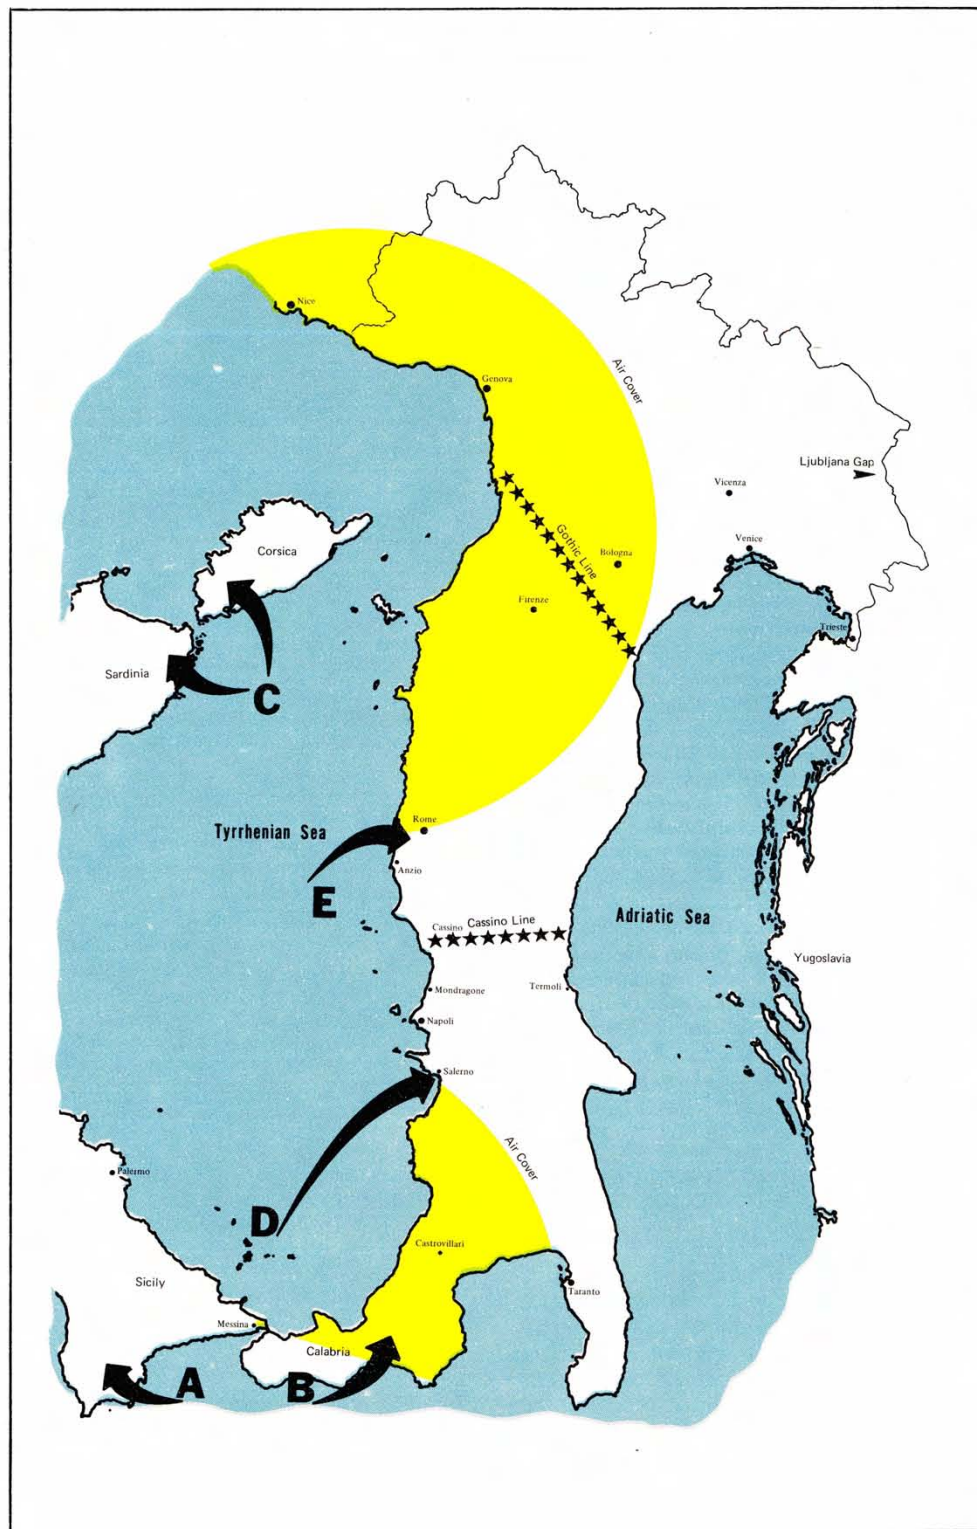 Nice
Air Cover
Genova
Ljubljana Gap
Vicenza
Gothic Line
Venice
Corsica
Bologna
Firenze
Trieste
Sardinia
C
Rome
Tyrrhenian Sea
Anzio
E
Adriatic Sea
Cassino
Cassino Line
Yugoslavia
Mondragone
Termoli
Napoli
Salerno
Air Cover
Palermo
D
Castrovillari
Sicily
Taranto
Messina
Calabria
A
B